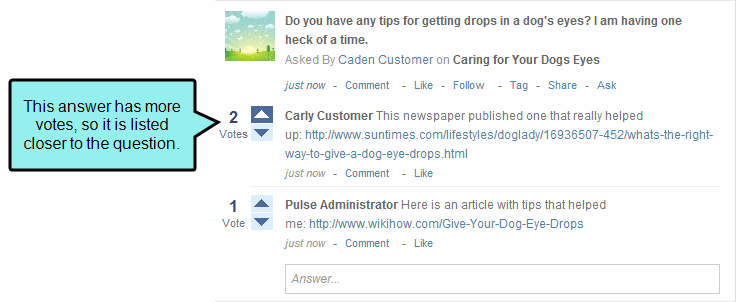 Do you have any tips for getting drops in a dog's eyes? I am having one
heck of a time.
Asked By Caden Customer on Caring for Your Dogs Eyes
just now - Comment - Like - Follow - Tag - Share - Ask
This answer has more
votes, so it is listed
closer to the question.
2
Votes
Carly Customer This newspaper published one that really helped
up: http://www.suntimes.com/lifestyles/doglady/16936507-452/whats-the-right-
way-to-give-a-dog-eye-drops.html
just now - Comment - Like
1
Vote
Pulse Administrator Here is an article with tips that helped
me: http://www.wikihow.com/Give-Your-Dog-Eye-Drops
just now - Comment - Like
Answer...